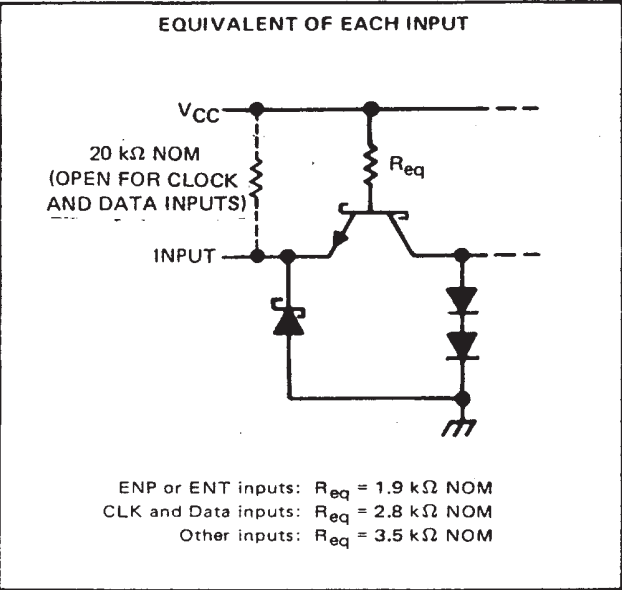 EQUIVALENT OF EACH INPUT
VCC
20 kΩ NOM
(OPEN FOR CLOCK
AND DATA INPUTS)
Req
INPUT
ENP or ENT inputs: Req = 1.9 kΩ NOM
CLK and Data inputs: Req = 2.8 kΩ NOM
Other inputs: Req = 3.5 kΩ NOM